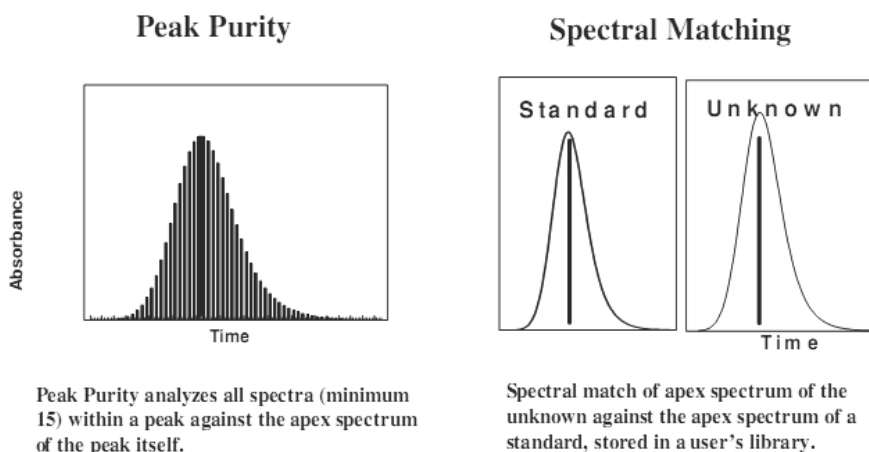 Peak Purity
Absorbance
Time
Peak Purity analyzes all spectra (minimum
15) within a peak against the apex spectrum
of the peak itself.
Spectral Matching
Standard
Unknown
Time
Spectral match of apex spectrum of the
unknown against the apex spectrum of a
standard, stored in a user's library.